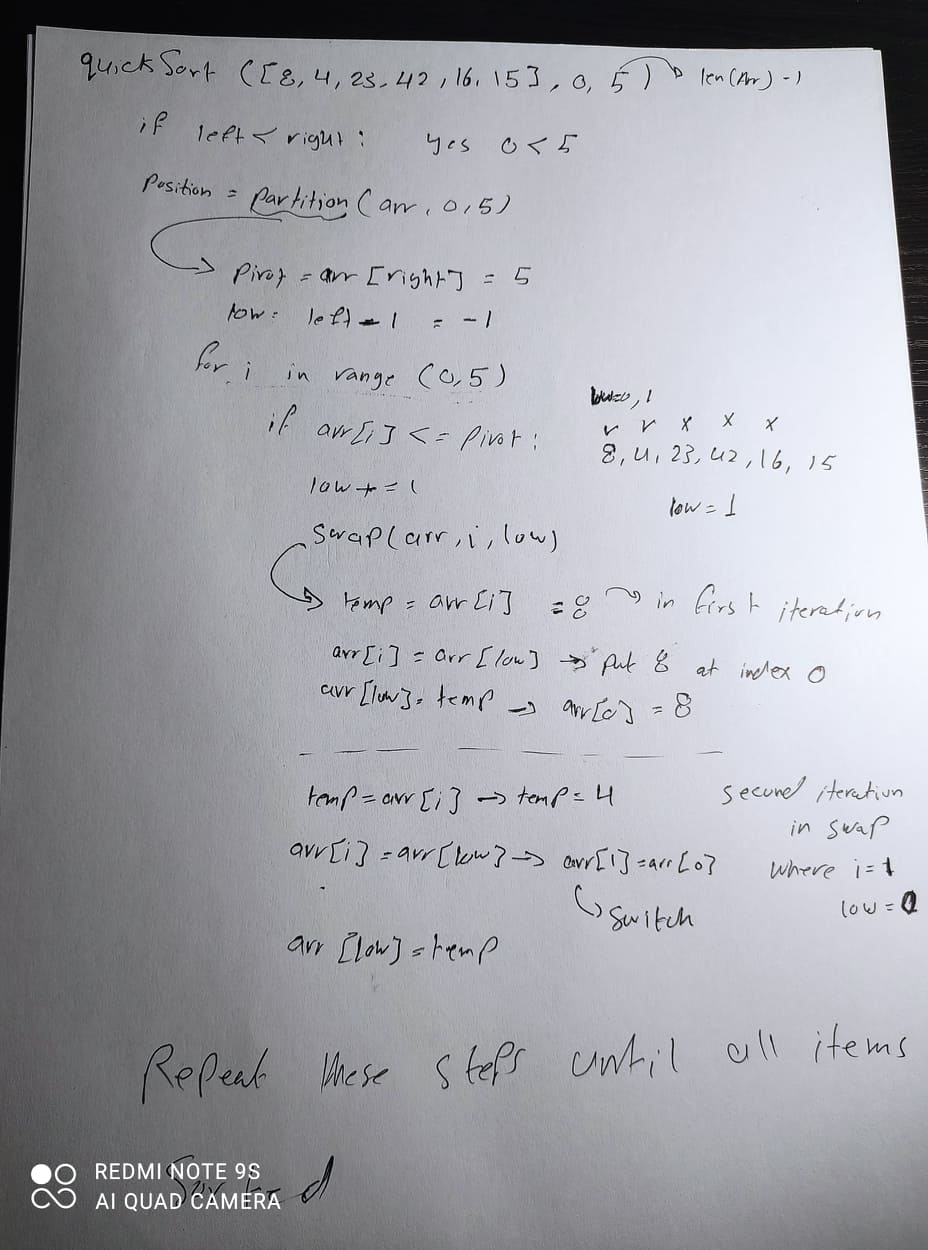 quickSort ([8, 4, 23, 42, 16, 15], 0, 5) → len(Arr) -1
if left < right : yes 0 < 5
Position = Partition (arr, 0, 5)
Pivot = arr [right] = 5
low = left - 1 = -1
for i in range (0,5)
low=0, 1
if arr[i] <= Pivot :
v v x x x
8, 4, 23, 42, 16, 15
low += 1
low = 1
Swap(arr, i, low)
temp = arr [i] = 8 → in first iteration
arr[i] = arr [low] → Put 8 at index 0
arr [low] = temp → arr[0] = 8
temp = arr [i] → temp = 4
second iteration
in swap
arr[i] = arr [low] → arr[1] = arr [0]
where i = 1
↳ switch
low = 0
arr [low] = temp
Repeat these steps until all items
Sorted
REDMI NOTE 9S
AI QUAD CAMERA